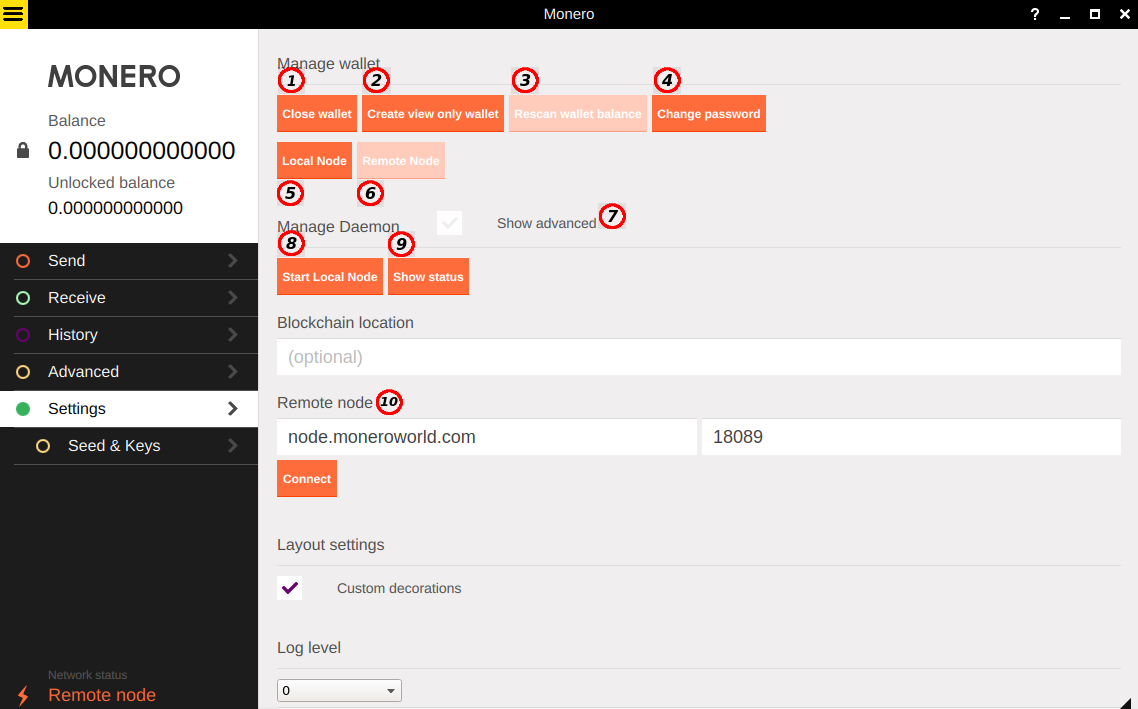 Monero
?
MONERO
Balance
0.000000000000
Unlocked balance
0.000000000000
Send
Receive
History
Advanced
Settings
Seed & Keys
Network status
Remote node
Manage wallet
1 2 3 4
Close wallet Create view only wallet Rescan wallet balance Change password
Local Node Remote Node
5 6
Manage Daemon Show advanced 7
8 9
Start Local Node Show status
Blockchain location
(optional)
Remote node 10
node.moneroworld.com 18089
Connect
Layout settings
Custom decorations
Log level
0